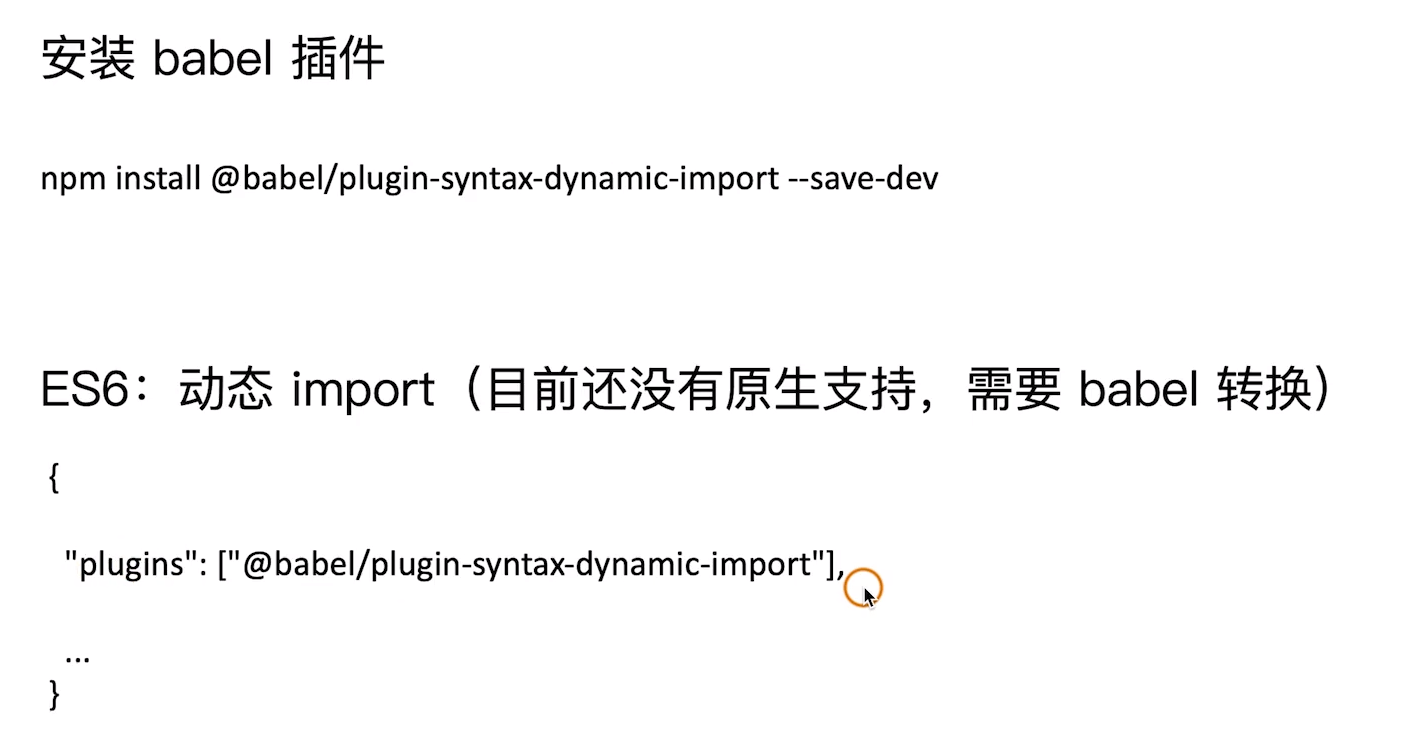 安装 babel 插件
npm install @babel/plugin-syntax-dynamic-import --save-dev
ES6：动态 import（目前还没有原生支持，需要 babel 转换）
{
"plugins": ["@babel/plugin-syntax-dynamic-import"],
...
}